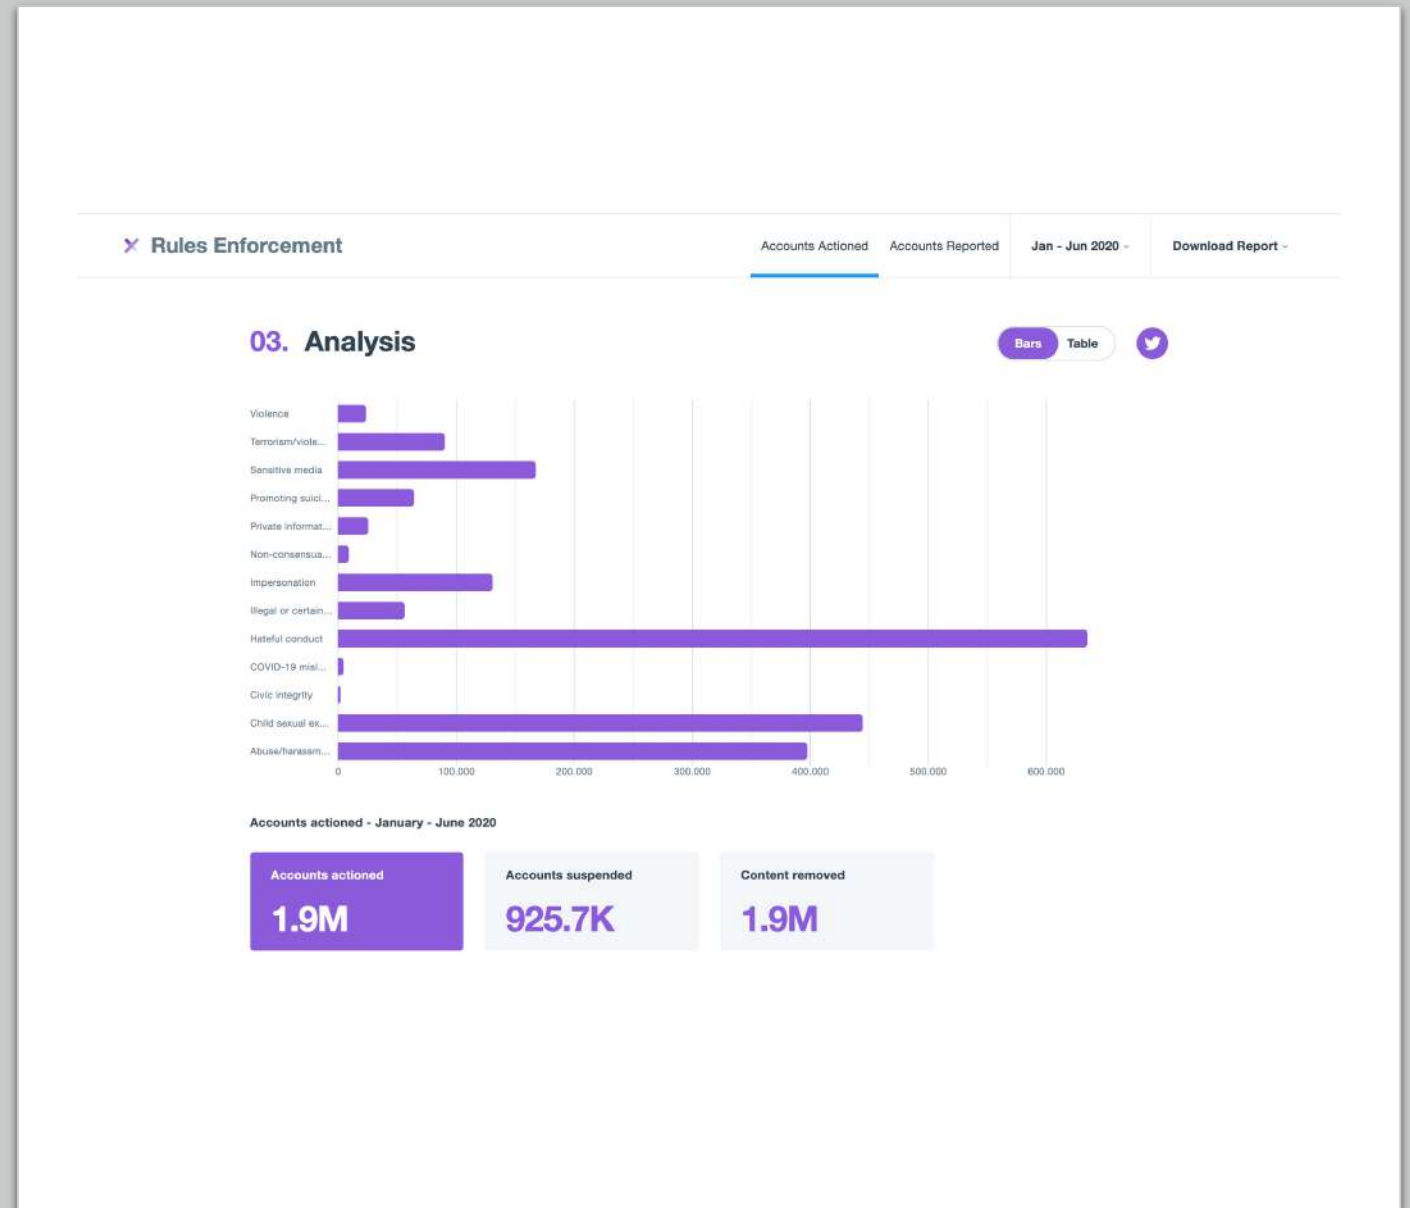 Rules Enforcement
Accounts Actioned
Accounts Reported
Jan - Jun 2020
Download Report
03. Analysis
Bars
Table
Violence
Terrorism/viole...
Sensitive media
Promoting suici...
Private informat...
Non-consensua...
Impersonation
Illegal or certain...
Hateful conduct
COVID-19 misl...
Civic integrity
Child sexual ex...
Abuse/harassm...
0 100.000 200.000 300.000 400.000 500.000 600.000
Accounts actioned - January - June 2020
Accounts actioned
1.9M
Accounts suspended
925.7K
Content removed
1.9M